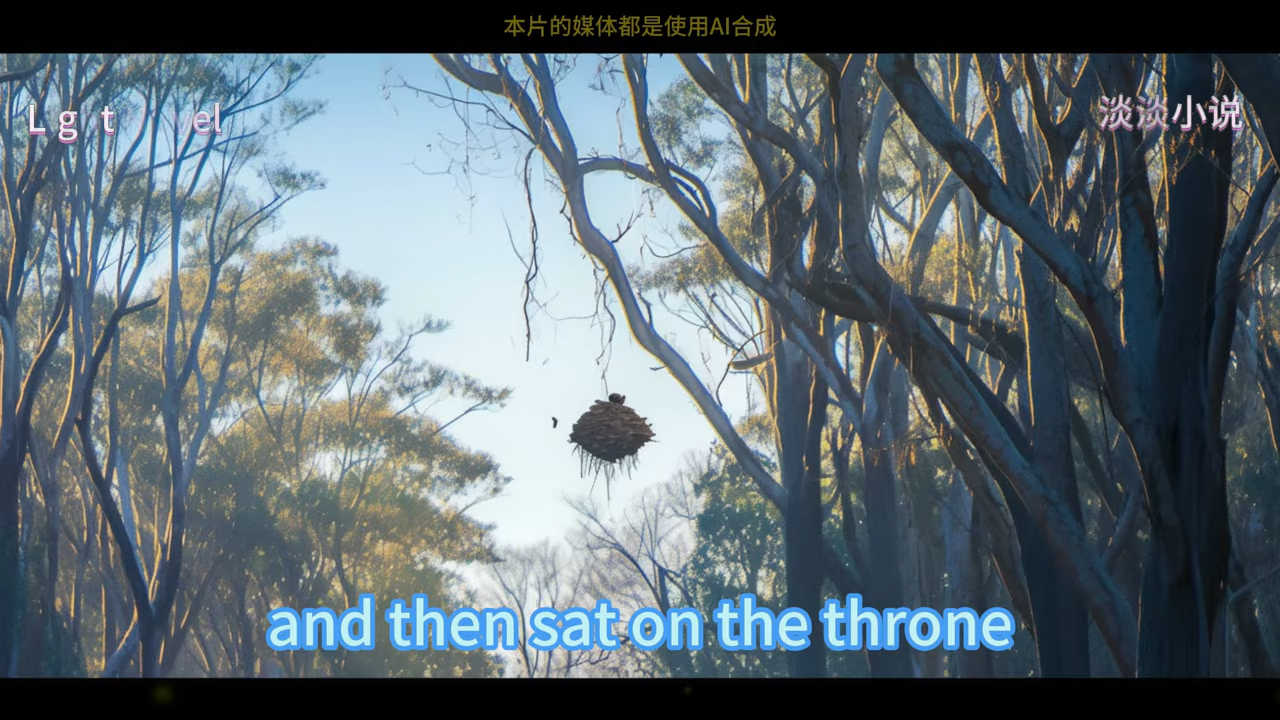 本片的媒体都是使用AI合成
淡淡小说
and then sat on the throne